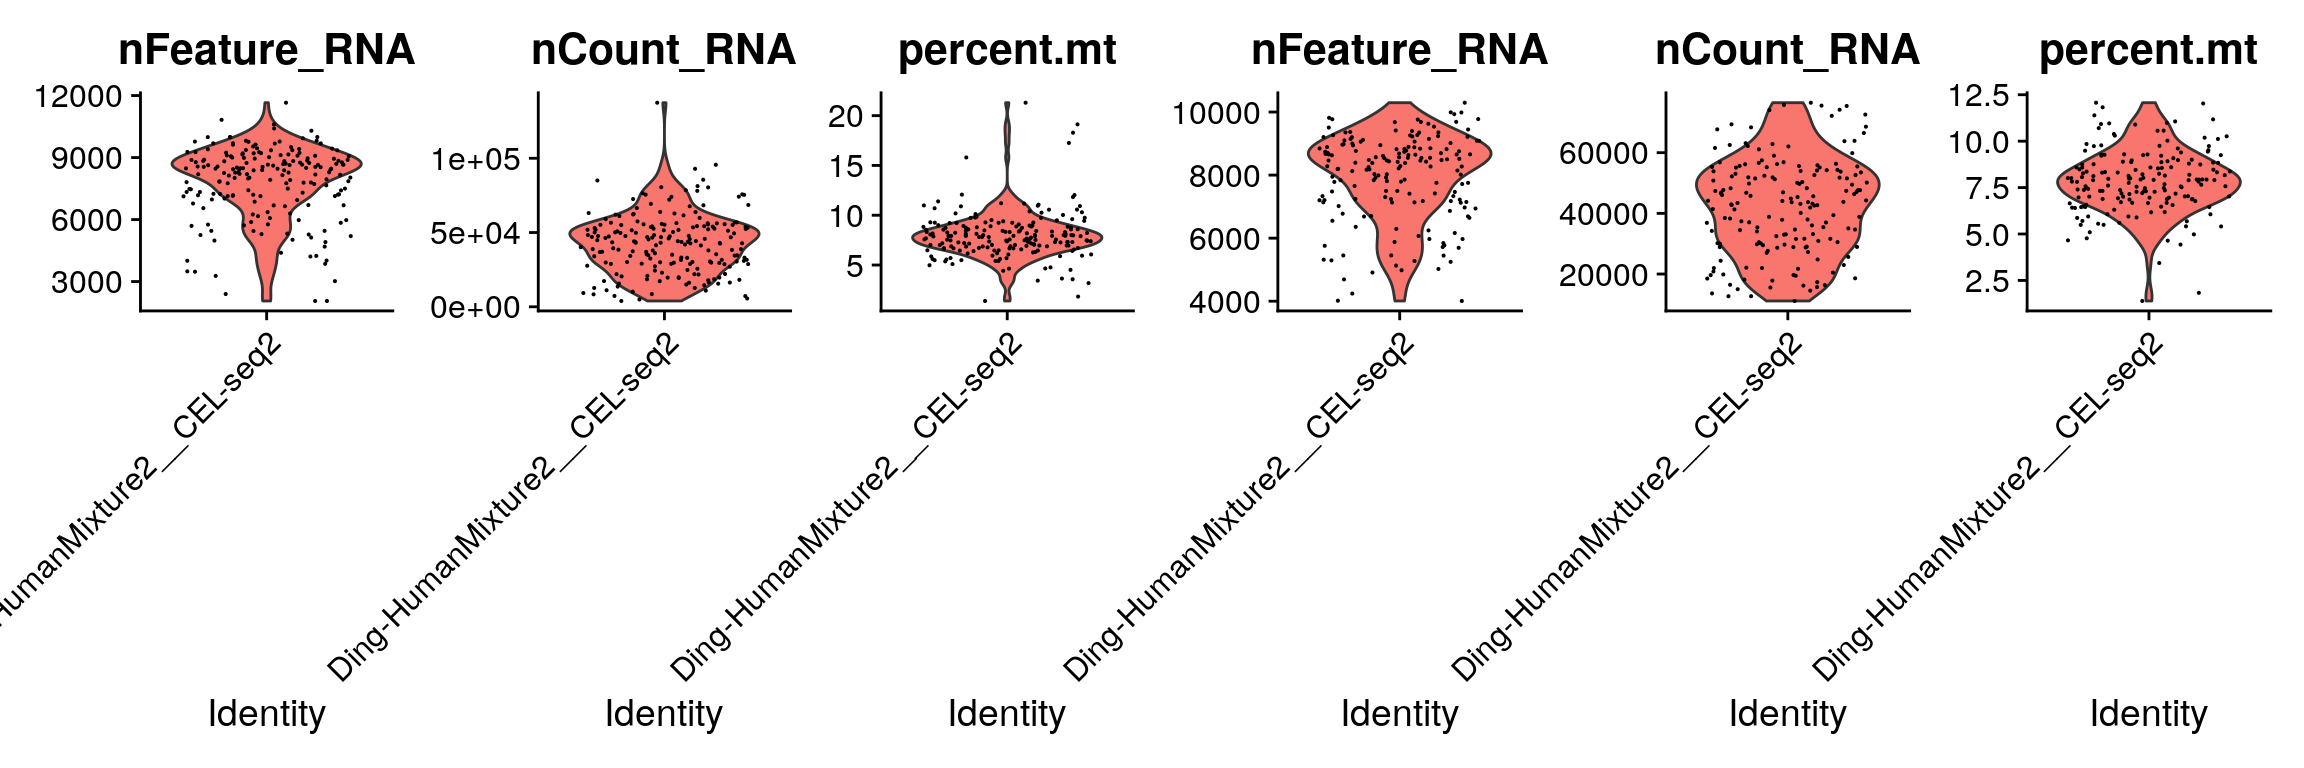 nFeature_RNA
nCount_RNA
percent.mt
nFeature_RNA
nCount_RNA
percent.mt
12000
9000
6000
3000
1e+05
5e+04
0e+00
20
15
10
5
10000
8000
6000
4000
60000
40000
20000
12.5
10.0
7.5
5.0
2.5
HumanMixture2__CEL-seq2
Ding-HumanMixture2__CEL-seq2
Ding-HumanMixture2__CEL-seq2
Ding-HumanMixture2__CEL-seq2
Ding-HumanMixture2__CEL-seq2
Ding-HumanMixture2__CEL-seq2
Identity
Identity
Identity
Identity
Identity
Identity